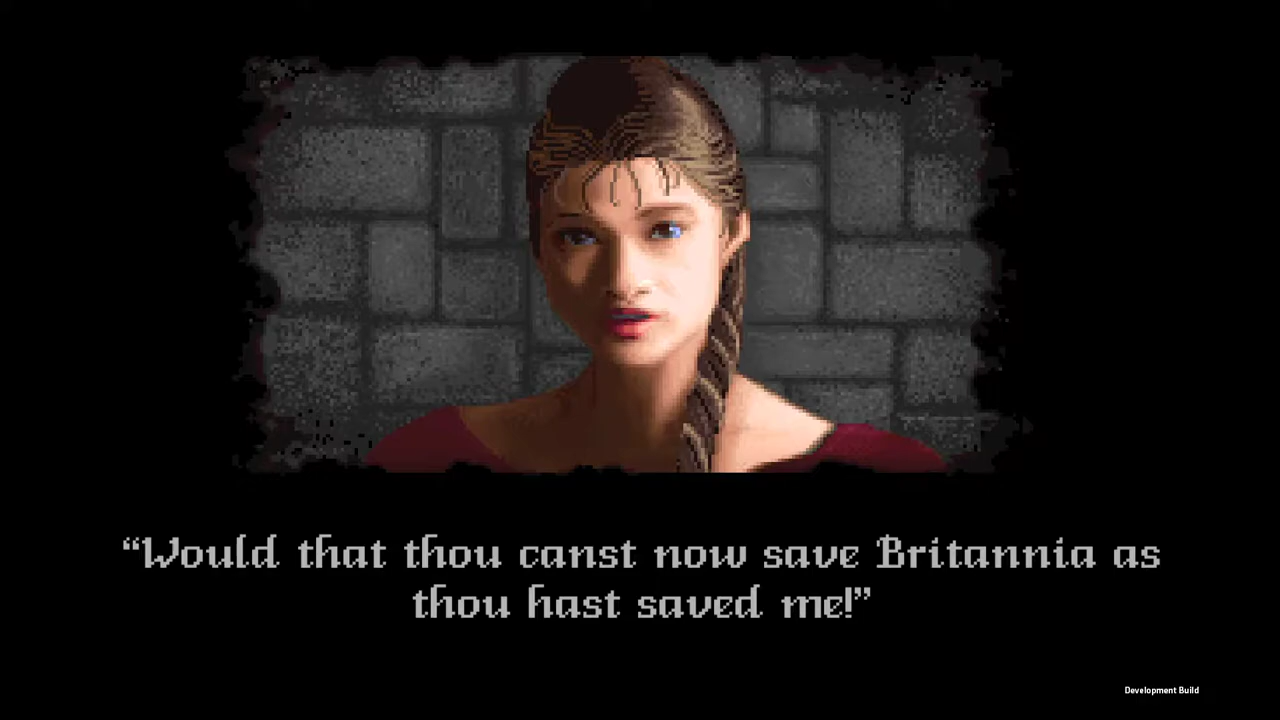 “Would that thou canst now save Britannia as
thou hast saved me!”
Development Build